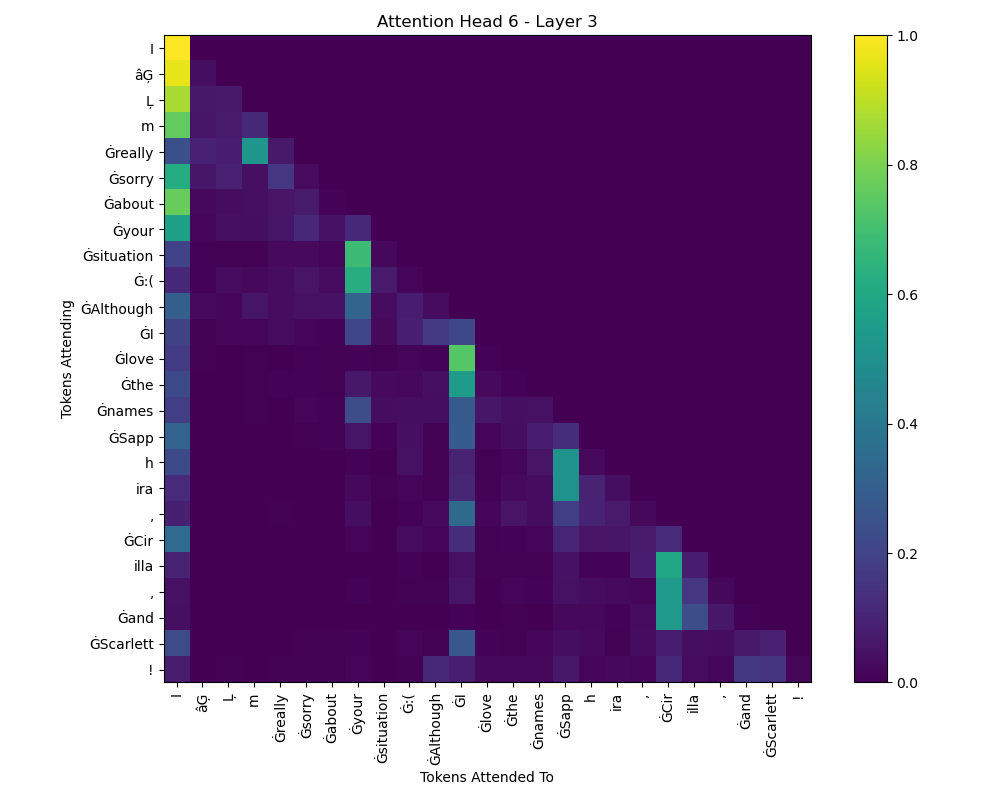 Attention Head 6 - Layer 3
I
âĢ
Ļ
m
Ġreally
Ġsorry
Ġabout
Ġyour
Ġsituation
Ġ:(
ĠAlthough
ĠI
Ġlove
Ġthe
Ġnames
ĠSapp
h
ira
,
ĠCir
illa
,
Ġand
ĠScarlett
!
Tokens Attending
I
âĢ
Ļ
m
Ġreally
Ġsorry
Ġabout
Ġyour
Ġsituation
Ġ:(
ĠAlthough
ĠI
Ġlove
Ġthe
Ġnames
ĠSapp
h
ira
,
ĠCir
illa
,
Ġand
ĠScarlett
!
Tokens Attended To
1.0
0.8
0.6
0.4
0.2
0.0